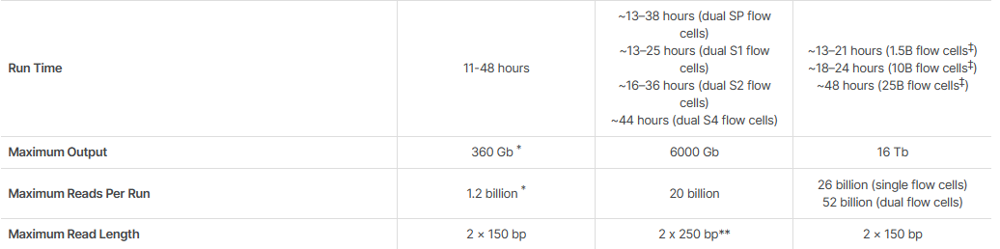 Run Time
11-48 hours
~13–38 hours (dual SP flow
cells)
~13–25 hours (dual S1 flow
cells)
~16–36 hours (dual S2 flow
cells)
~44 hours (dual S4 flow cells)
~13–21 hours (1.5B flow cells‡)
~18–24 hours (10B flow cells‡)
~48 hours (25B flow cells‡)
Maximum Output
360 Gb *
6000 Gb
16 Tb
Maximum Reads Per Run
1.2 billion *
20 billion
26 billion (single flow cells)
52 billion (dual flow cells)
Maximum Read Length
2 × 150 bp
2 x 250 bp**
2 × 150 bp